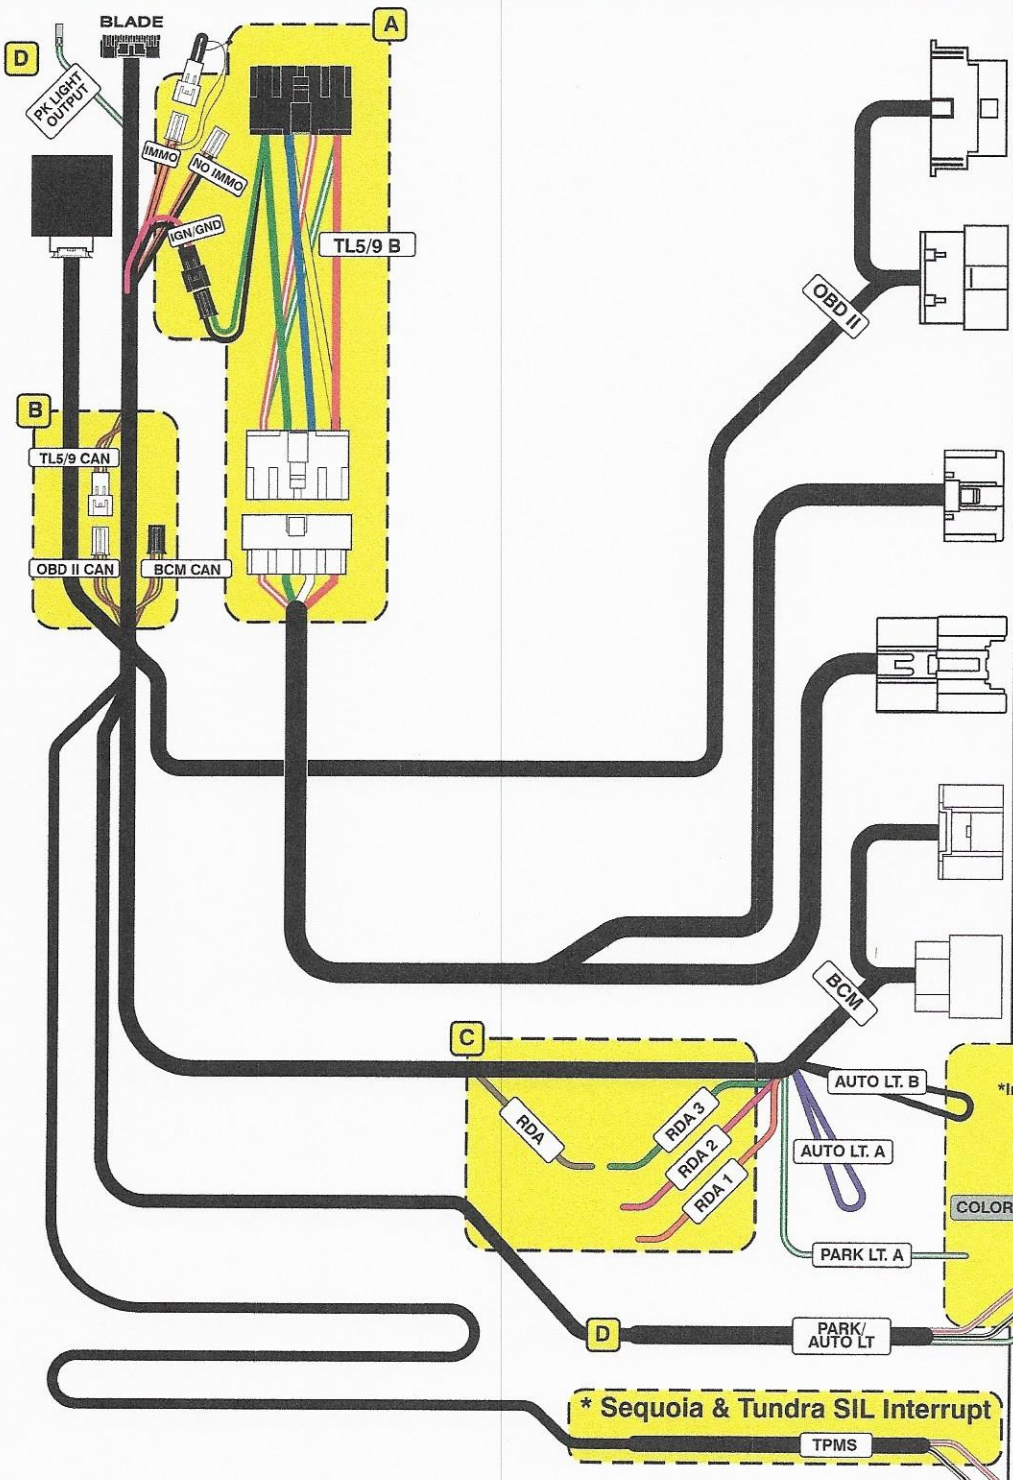 BLADE
A
D
PK LIGHT
OUTPUT
IMMO
NO IMMO
IGN/GND
TL5/9 B
OBD II
B
TL5/9 CAN
OBD II CAN
BCM CAN
BCM
C
RDA
RDA 3
RDA 2
RDA 1
AUTO LT. B
AUTO LT. A
COLOR
PARK LT. A
D
PARK/
AUTO LT
* Sequoia & Tundra SIL Interrupt
TPMS